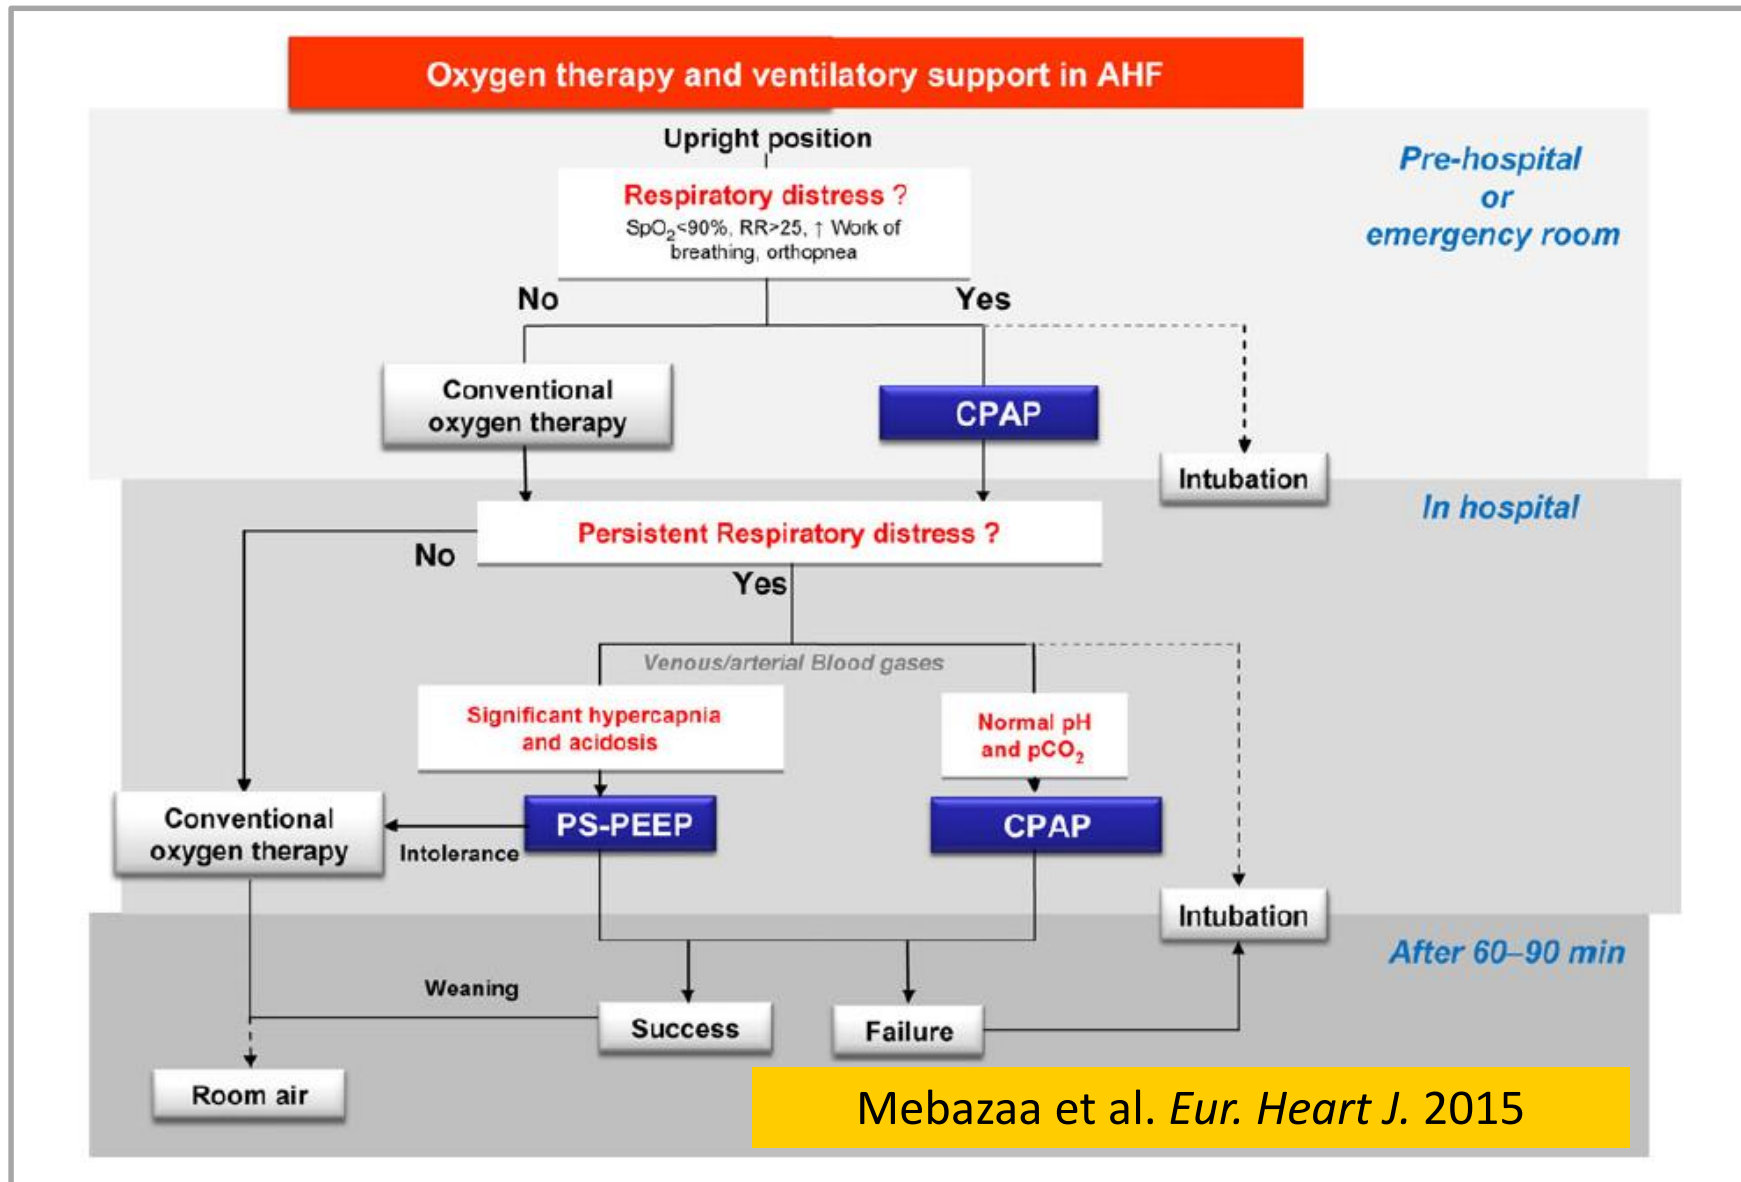 Oxygen therapy and ventilatory support in AHF
Upright position
Pre-hospital
or
emergency room
Respiratory distress ?
SpO₂<90%, RR>25, ↑ Work of
breathing, orthopnea
No
Yes
Conventional
oxygen therapy
CPAP
Intubation
In hospital
Persistent Respiratory distress ?
No
Yes
Venous/arterial Blood gases
Significant hypercapnia
and acidosis
Normal pH
and pCO₂
Conventional
oxygen therapy
Intolerance
PS-PEEP
CPAP
Intubation
After 60–90 min
Weaning
Success
Failure
Room air
Mebazaa et al. Eur. Heart J. 2015